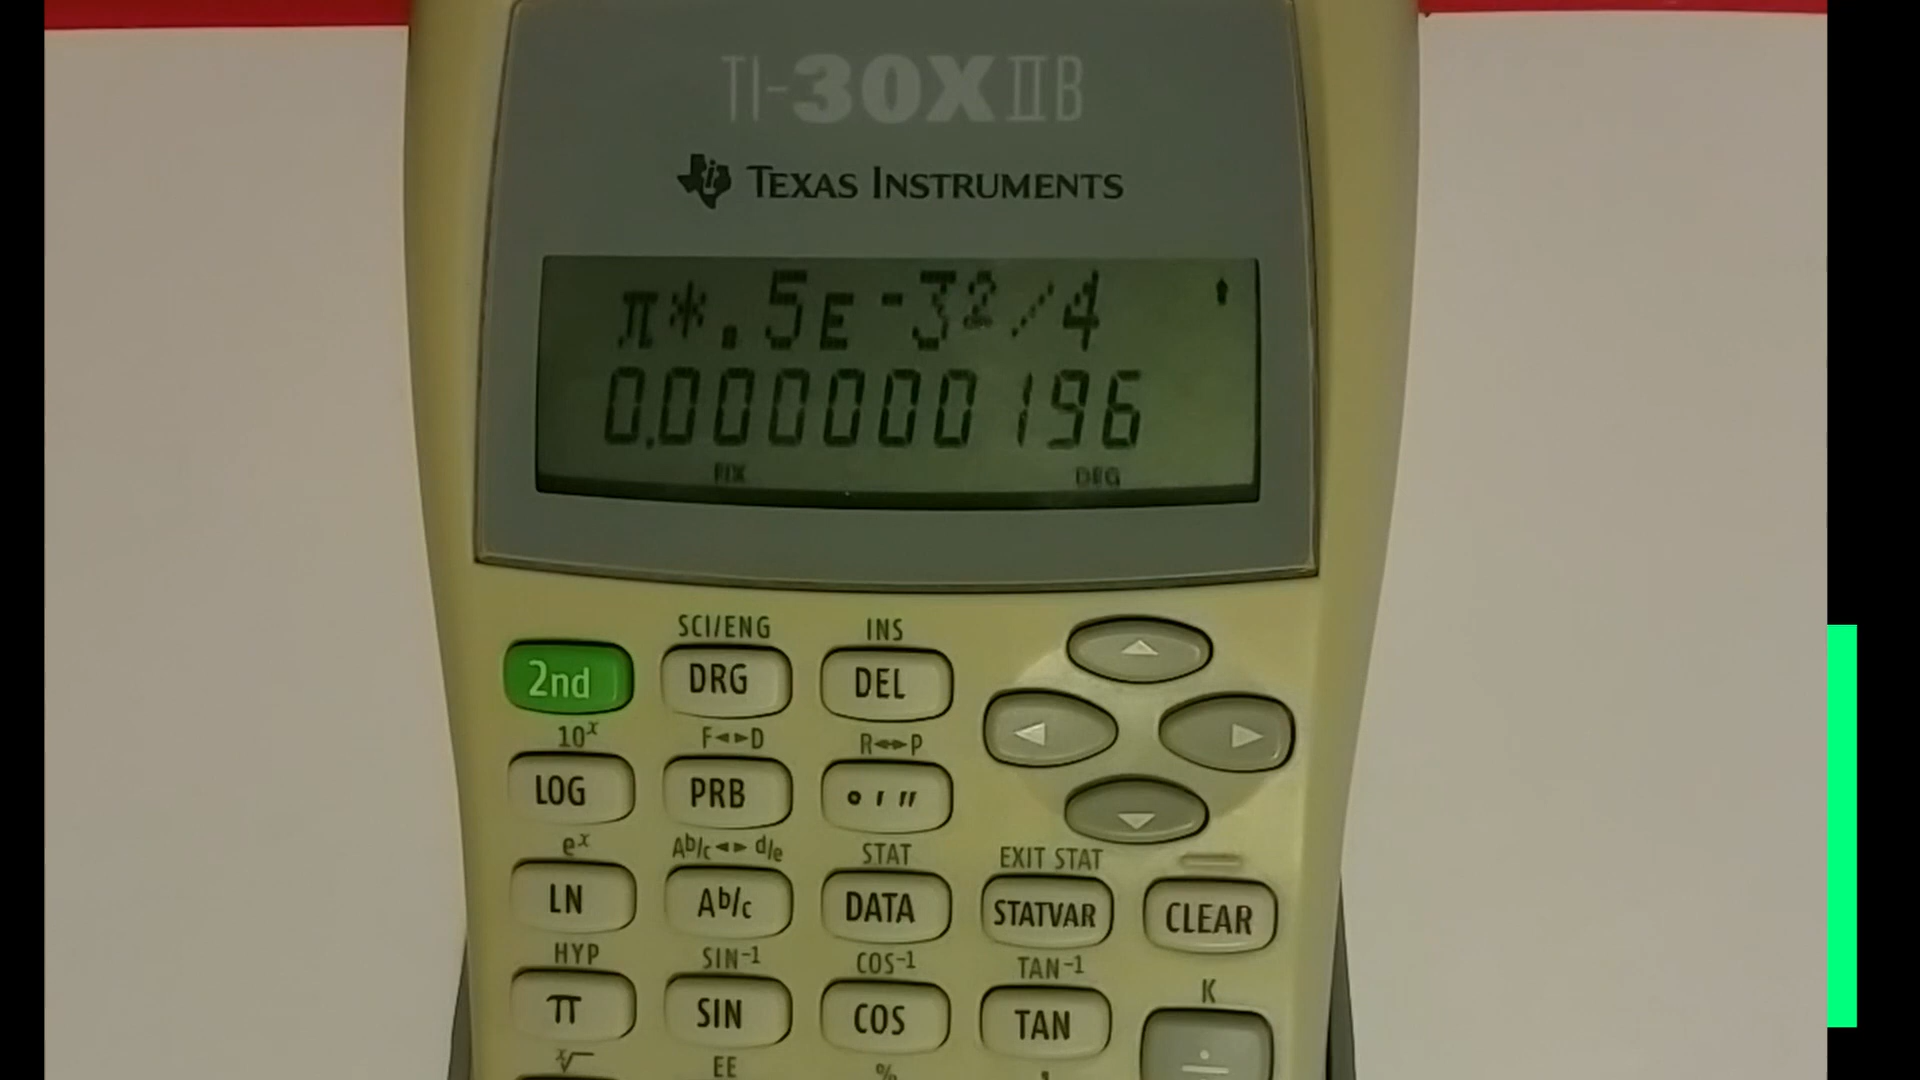 TI-30XIIB
TEXAS INSTRUMENTS
π*.5E-3²/4
0.000000196
FIX DEG
SCI/ENG INS
2nd DRG DEL
10ˣ F◄►D R◄►P
LOG PRB ° ′ ″
eˣ Ab/c◄►d/e STAT EXIT STAT
LN Ab/c DATA STATVAR CLEAR
HYP SIN⁻¹ COS⁻¹ TAN⁻¹ K
π SIN COS TAN ÷
ˣ√ EE %